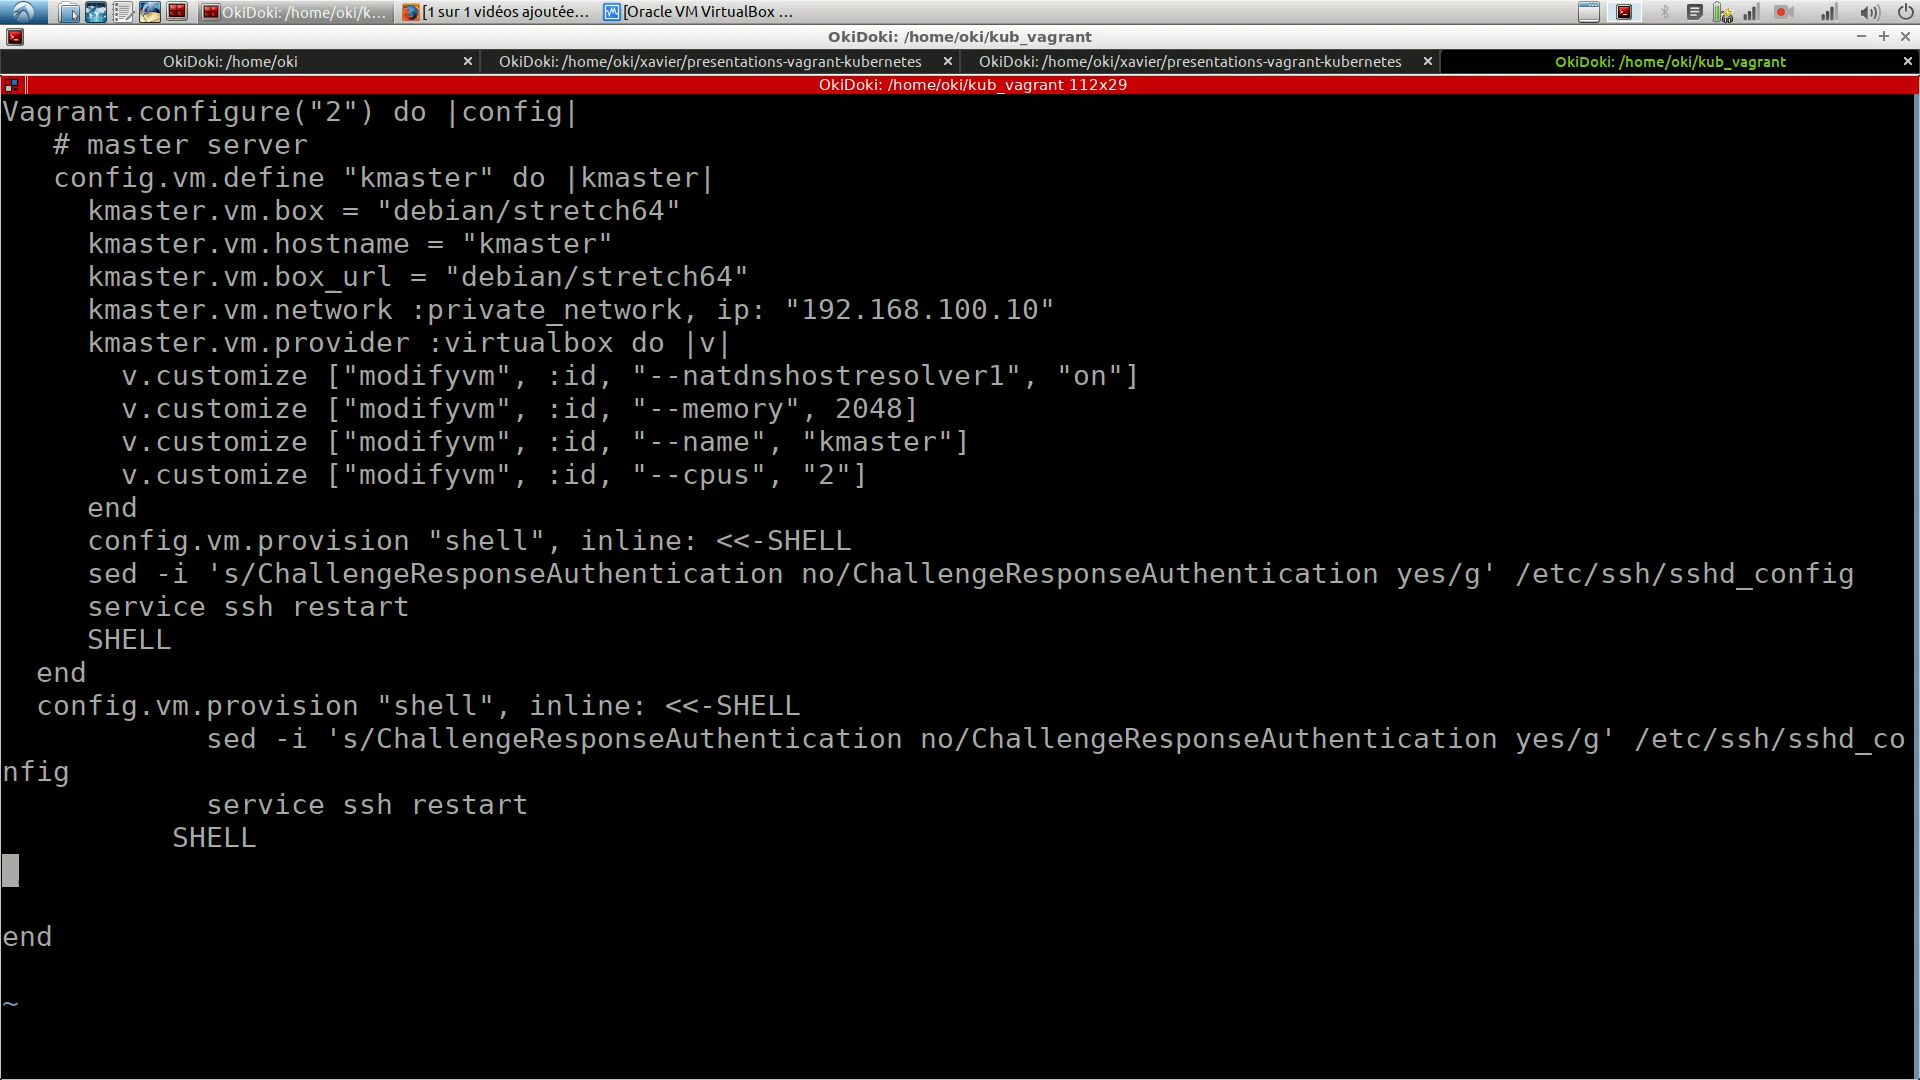 OkiDoki: /home/oki/k...
[1 sur 1 vidéos ajoutée...
[Oracle VM VirtualBox ...
OkiDoki: /home/oki/kub_vagrant
OkiDoki: /home/oki
OkiDoki: /home/oki/xavier/presentations-vagrant-kubernetes
OkiDoki: /home/oki/xavier/presentations-vagrant-kubernetes
OkiDoki: /home/oki/kub_vagrant
OkiDoki: /home/oki/kub_vagrant 112x29
Vagrant.configure("2") do |config|
   # master server
   config.vm.define "kmaster" do |kmaster|
     kmaster.vm.box = "debian/stretch64"
     kmaster.vm.hostname = "kmaster"
     kmaster.vm.box_url = "debian/stretch64"
     kmaster.vm.network :private_network, ip: "192.168.100.10"
     kmaster.vm.provider :virtualbox do |v|
       v.customize ["modifyvm", :id, "--natdnshostresolver1", "on"]
       v.customize ["modifyvm", :id, "--memory", 2048]
       v.customize ["modifyvm", :id, "--name", "kmaster"]
       v.customize ["modifyvm", :id, "--cpus", "2"]
     end
     config.vm.provision "shell", inline: <<-SHELL
     sed -i 's/ChallengeResponseAuthentication no/ChallengeResponseAuthentication yes/g' /etc/ssh/sshd_config
     service ssh restart
     SHELL
  end
  config.vm.provision "shell", inline: <<-SHELL
            sed -i 's/ChallengeResponseAuthentication no/ChallengeResponseAuthentication yes/g' /etc/ssh/sshd_co
nfig
            service ssh restart
          SHELL
end
~